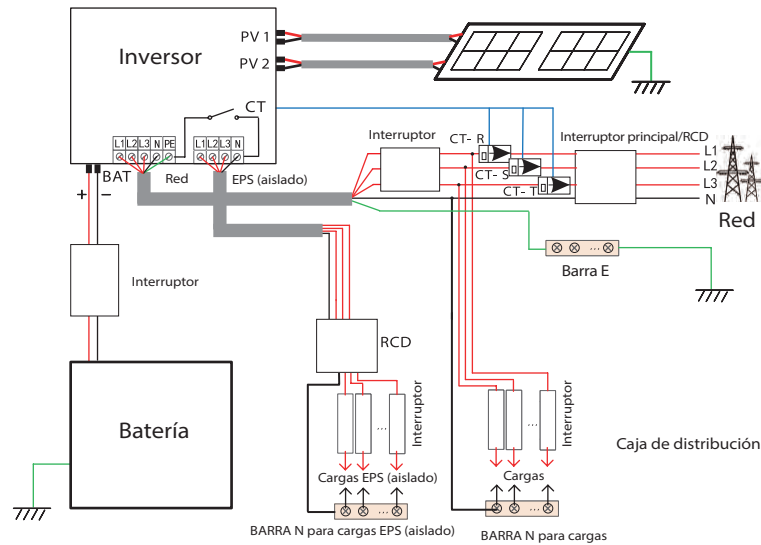 Inversor
PV 1
PV 2
CT
L1 L2 L3 N PE
L1 L2 L3 N
BAT
Red
EPS (aislado)
+
−
Interruptor
Batería
Interruptor
CT- R
CT- S
CT- T
Interruptor principal/RCD
L1
L2
L3
N
Red
Barra E
RCD
...
Interruptor
Cargas EPS (aislado)
...
BARRA N para cargas EPS (aislado)
...
Interruptor
Cargas
...
BARRA N para cargas
Caja de distribución